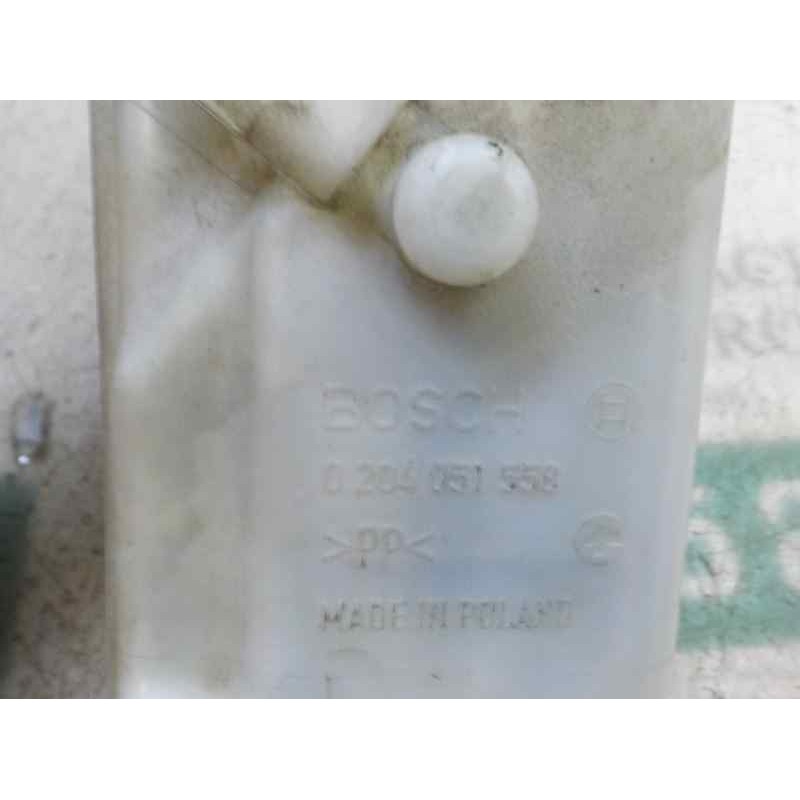 BOSCH
0 204 051 558
>PP<
MADE IN POLAND